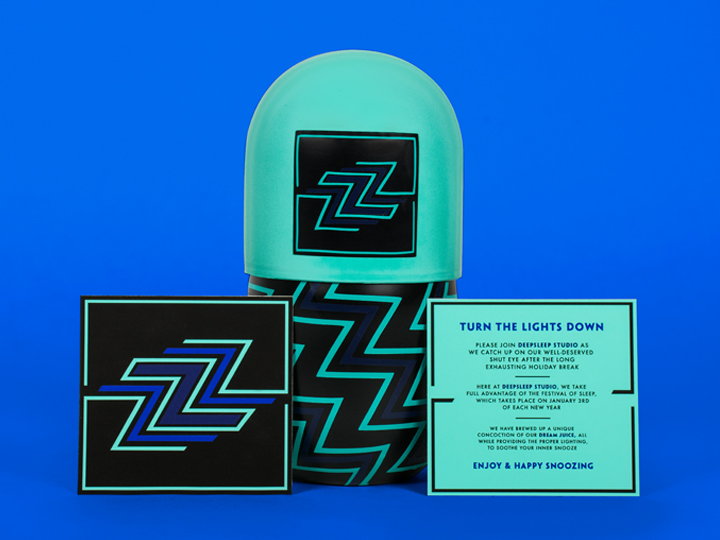 TURN THE LIGHTS DOWN
PLEASE JOIN DEEPSLEEP STUDIO AS
WE CATCH UP ON OUR WELL-DESERVED
SHUT EYE AFTER THE LONG
EXHAUSTING HOLIDAY BREAK
HERE AT DEEPSLEEP STUDIO, WE TAKE
FULL ADVANTAGE OF THE FESTIVAL OF SLEEP,
WHICH TAKES PLACE ON JANUARY 3RD
OF EACH NEW YEAR
WE HAVE BREWED UP A UNIQUE
CONCOCTION OF OUR DREAM JUICE, ALL
WHILE PROVIDING THE PROPER LIGHTING,
TO SOOTHE YOUR INNER SNOOZE
ENJOY & HAPPY SNOOZING